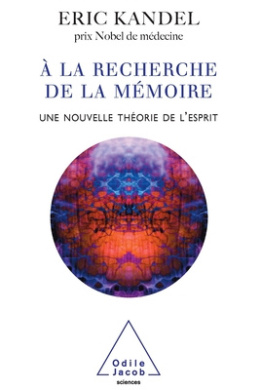 ERIC KANDEL
prix Nobel de médecine
À LA RECHERCHE
DE LA MÉMOIRE
UNE NOUVELLE THÉORIE DE L'ESPRIT
Odile
Jacob
sciences